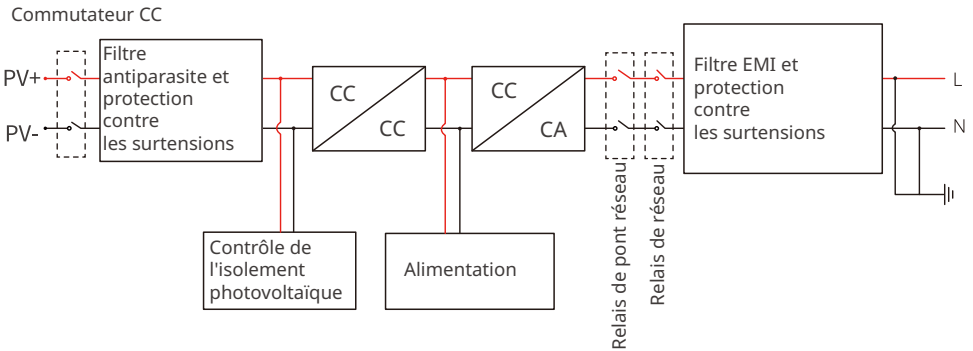 Commutateur CC
PV+
PV-
Filtre
antiparasite et
protection
contre
les surtensions
CC
CC
CC
CA
Relais de pont réseau
Relais de réseau
Filtre EMI et
protection
contre
les surtensions
L
N
Contrôle de
l'isolement
photovoltaïque
Alimentation